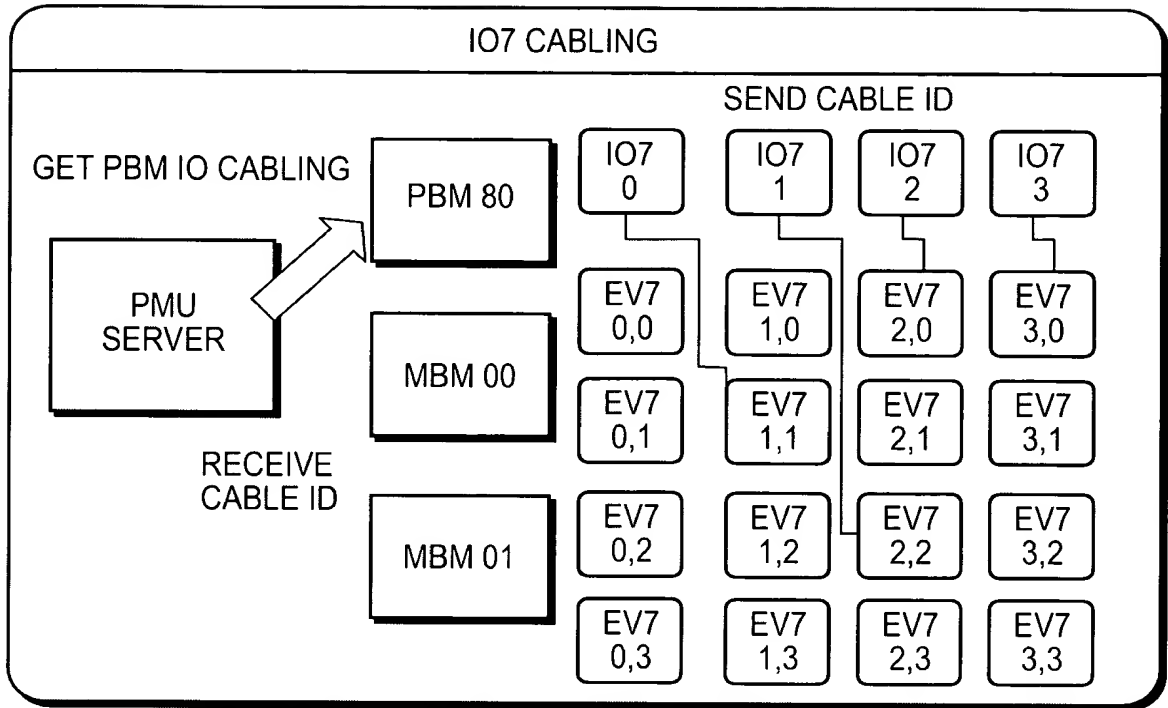 IO7 CABLING
SEND CABLE ID
GET PBM IO CABLING
PMU
SERVER
RECEIVE
CABLE ID
PBM 80
MBM 00
MBM 01
IO7
0
IO7
1
IO7
2
IO7
3
EV7
0,0
EV7
1,0
EV7
2,0
EV7
3,0
EV7
0,1
EV7
1,1
EV7
2,1
EV7
3,1
EV7
0,2
EV7
1,2
EV7
2,2
EV7
3,2
EV7
0,3
EV7
1,3
EV7
2,3
EV7
3,3